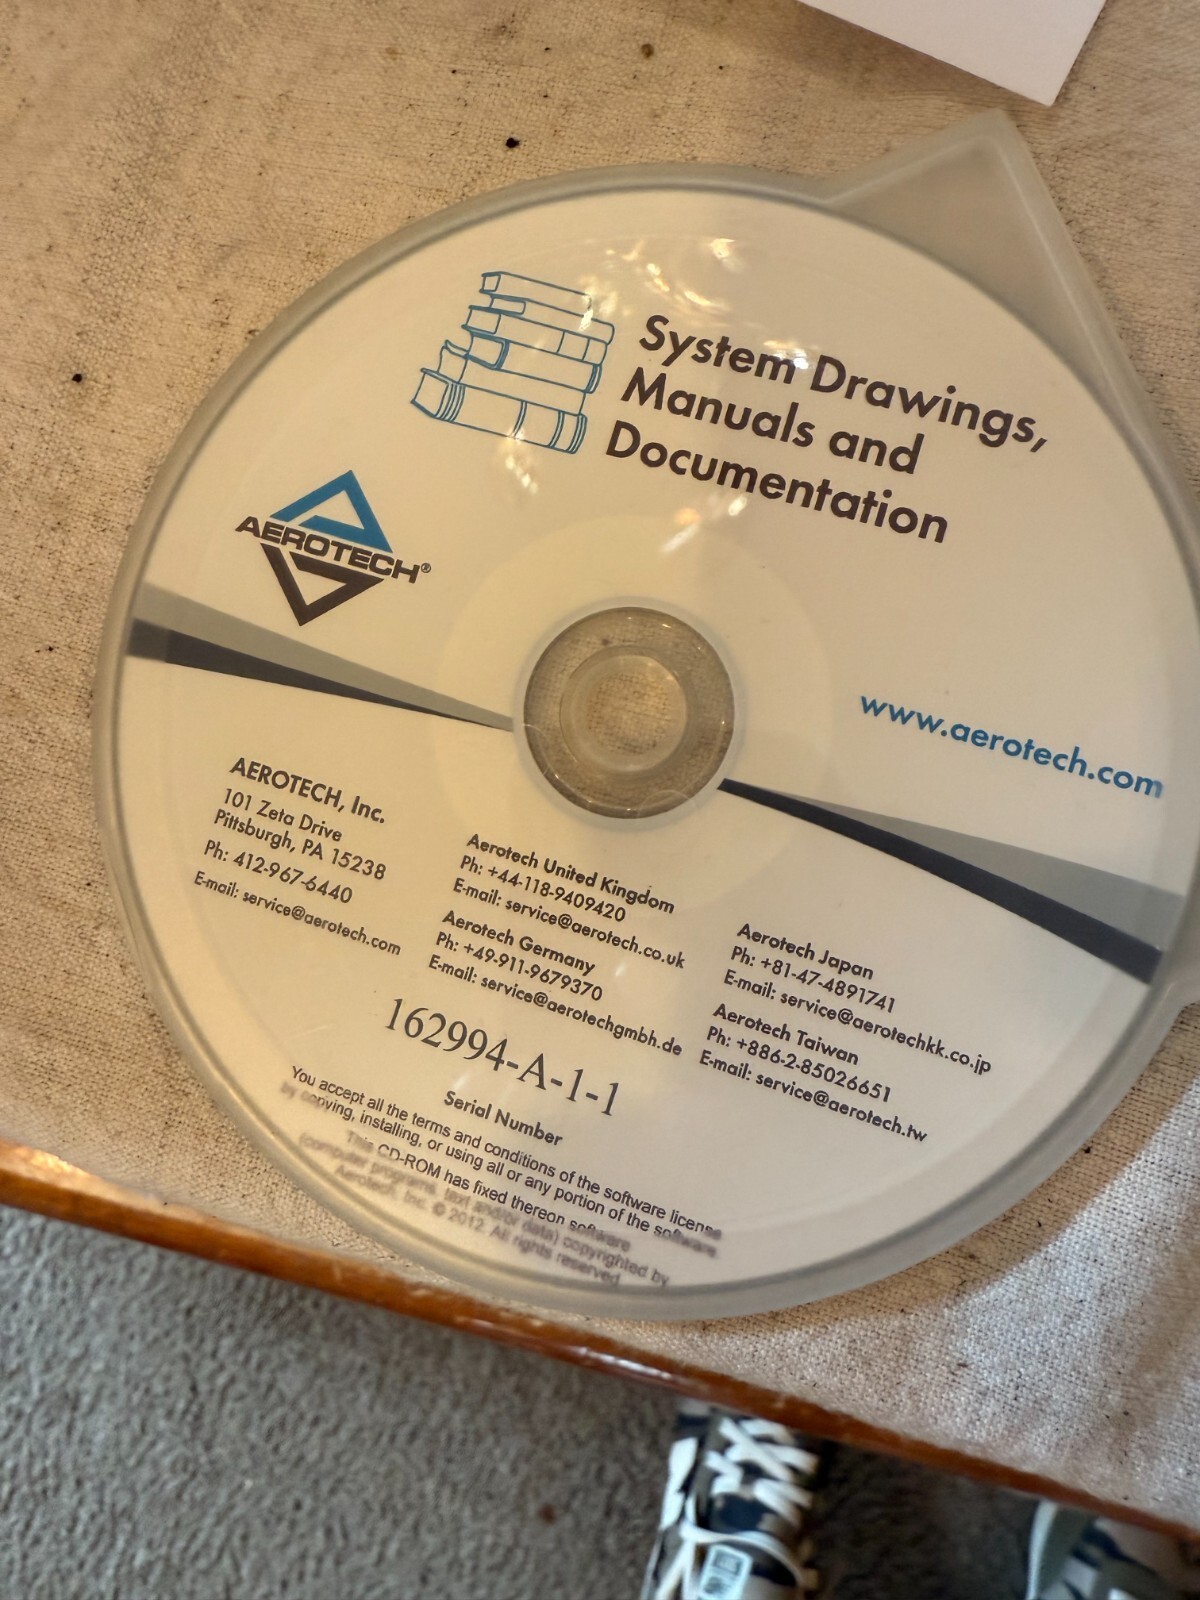 System Drawings,
Manuals and
Documentation
AEROTECH®
www.aerotech.com
AEROTECH, Inc.
101 Zeta Drive
Pittsburgh, PA 15238
Ph: 412-967-6440
E-mail: service@aerotech.com
Aerotech United Kingdom
Ph: +44-118-9409420
E-mail: service@aerotech.co.uk
Aerotech Germany
Ph: +49-911-9679370
E-mail: service@aerotechgmbh.de
Aerotech Japan
Ph: +81-47-4891741
E-mail: service@aerotechkk.co.jp
Aerotech Taiwan
Ph: +886-2-85026651
E-mail: service@aerotech.tw
162994-A-1-1
Serial Number
You accept all the terms and conditions of the software license
by copying, installing, or using all or any portion of the software.
This CD-ROM has fixed thereon software
(computer programs, text and/or data) copyrighted by
Aerotech, Inc. © 2012. All rights reserved.